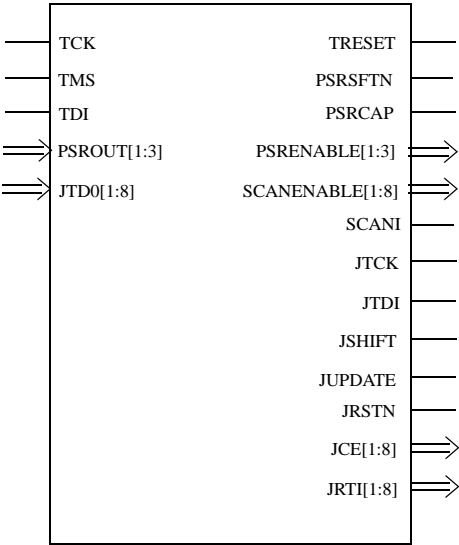 TCK TRESET
TMS PSRSFTN
TDI PSRCAP
PSROUT[1:3] PSRENABLE[1:3]
JTD0[1:8] SCANENABLE[1:8]
SCANI
JTCK
JTDI
JSHIFT
JUPDATE
JRSTN
JCE[1:8]
JRTI[1:8]